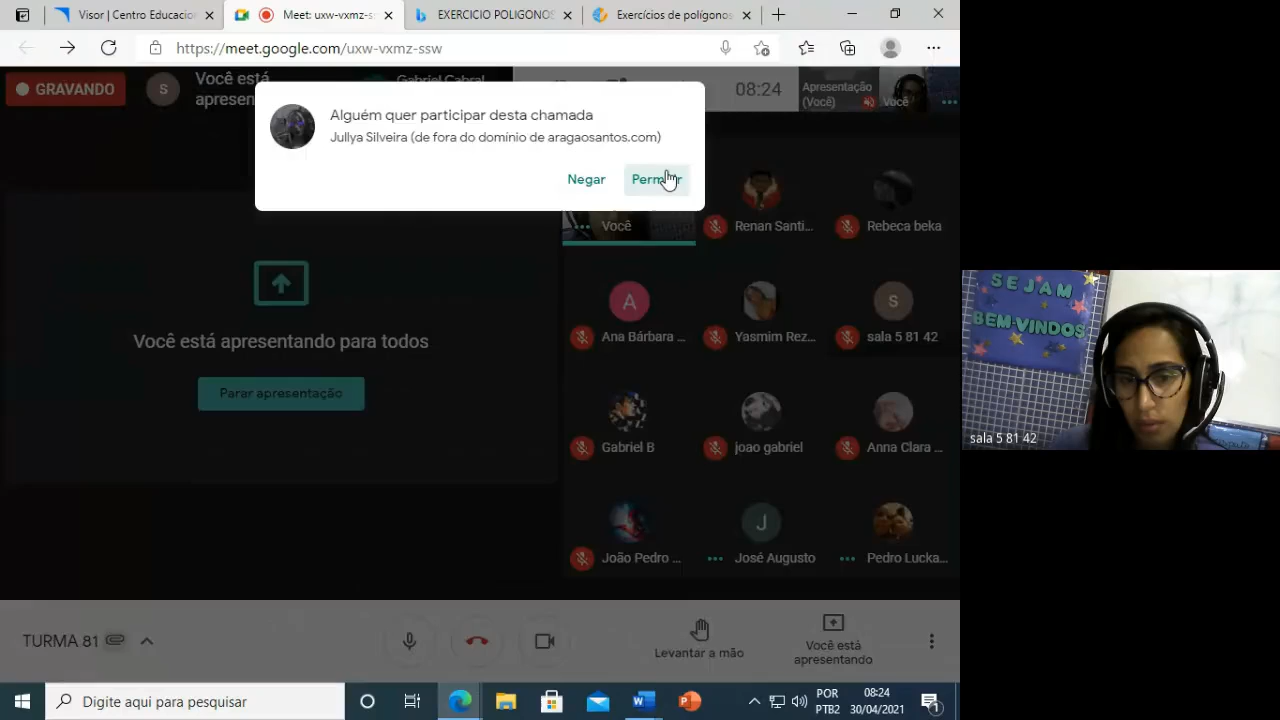 Visor | Centro Educacio
Meet: uxw-vxmz-s
EXERCICIO POLIGONOS
Exercícios de polígonos
https://meet.google.com/uxw-vxmz-ssw
GRAVANDO
S
Você está
apresen
Gabriel Cabral
08:24
Apresentação
(Você)
Você
Alguém quer participar desta chamada
Jullya Silveira (de fora do domínio de aragaosantos.com)
Negar
Você
Renan Santi...
Rebeca beka
Você está apresentando para todos
Parar apresentação
A
S
Ana Bárbara ...
Yasmim Rez...
sala 5 81 42
Gabriel B
joao gabriel
Anna Clara ...
J
João Pedro ...
José Augusto
Pedro Lucka...
TURMA 81
Levantar a mão
Você está
apresentando
Digite aqui para pesquisar
POR
PTB2
08:24
30/04/2021
1
SEJAM
BEM-VINDOS
sala 5 81 42